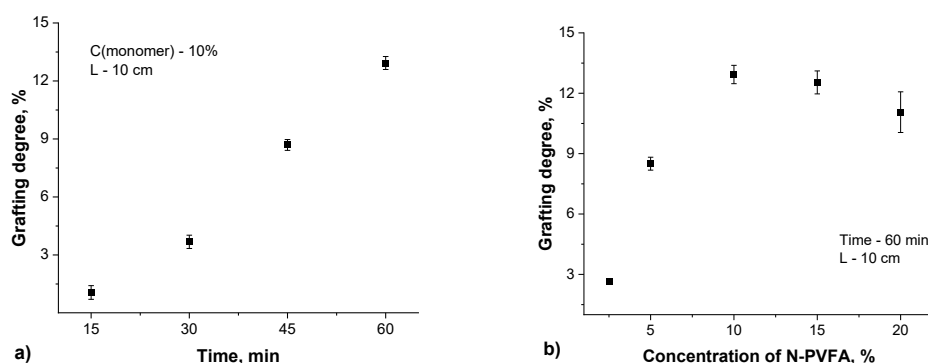 15
12
9
6
3
Grafting degree, %
C(monomer) - 10%
L - 10 cm
15 30 45 60
a)
Time, min
15
12
9
6
3
Grafting degree, %
Time - 60 min
L - 10 cm
5 10 15 20
b)
Concentration of N-PVFA, %